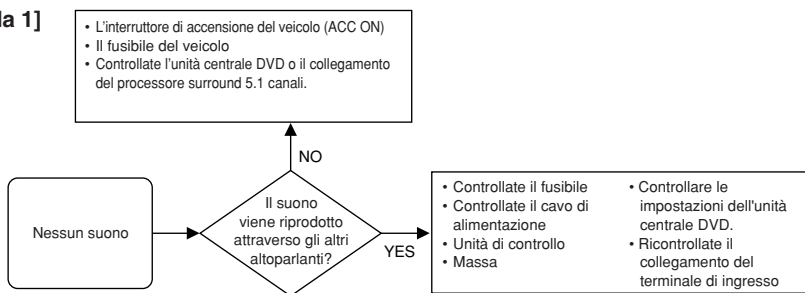 la 1]
• L'interruttore di accensione del veicolo (ACC ON)
• Il fusibile del veicolo
• Controllate l'unità centrale DVD o il collegamento
del processore surround 5.1 canali.
NO
Nessun suono
Il suono
viene riprodotto
attraverso gli altri
altoparlanti?
YES
• Controllate il fusibile
• Controllate il cavo di
alimentazione
• Unità di controllo
• Massa
• Controllare le
impostazioni dell'unità
centrale DVD.
• Ricontrollate il
collegamento del
terminale di ingresso